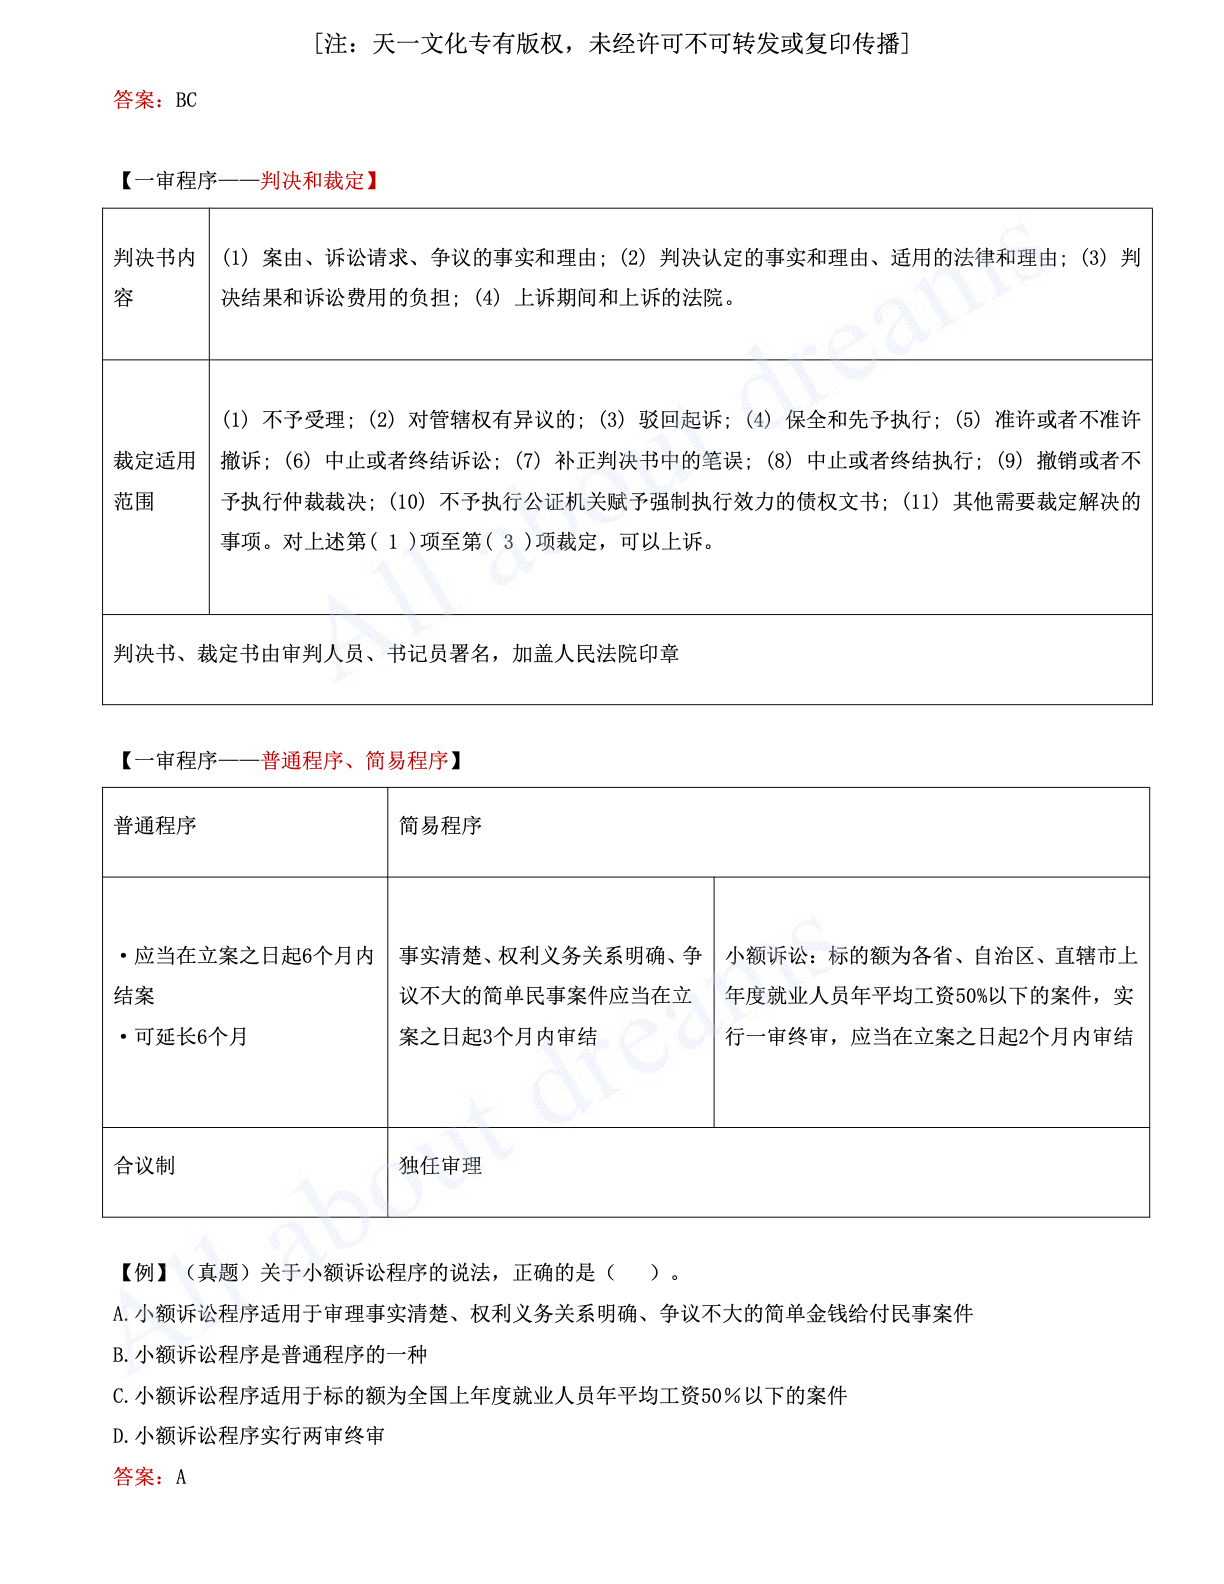 [注：天一文化专有版权，未经许可不可转发或复印传播]
答案：BC
【一审程序——判决和裁定】
判决书内
容
(1) 案由、诉讼请求、争议的事实和理由；(2) 判决认定的事实和理由、适用的法律和理由；(3) 判
决结果和诉讼费用的负担；(4) 上诉期间和上诉的法院。
裁定适用
范围
(1) 不予受理；(2) 对管辖权有异议的；(3) 驳回起诉；(4) 保全和先予执行；(5) 准许或者不准许
撤诉；(6) 中止或者终结诉讼；(7) 补正判决书中的笔误；(8) 中止或者终结执行；(9) 撤销或者不
予执行仲裁裁决；(10) 不予执行公证机关赋予强制执行效力的债权文书；(11) 其他需要裁定解决的
事项。对上述第( 1 )项至第( 3 )项裁定，可以上诉。
判决书、裁定书由审判人员、书记员署名，加盖人民法院印章
【一审程序——普通程序、简易程序】
普通程序
简易程序
·应当在立案之日起6个月内
结案
·可延长6个月
事实清楚、权利义务关系明确、争
议不大的简单民事案件应当在立
案之日起3个月内审结
小额诉讼：标的额为各省、自治区、直辖市上
年度就业人员年平均工资50%以下的案件，实
行一审终审，应当在立案之日起2个月内审结
合议制
独任审理
【例】（真题）关于小额诉讼程序的说法，正确的是（   ）。
A.小额诉讼程序适用于审理事实清楚、权利义务关系明确、争议不大的简单金钱给付民事案件
B.小额诉讼程序是普通程序的一种
C.小额诉讼程序适用于标的额为全国上年度就业人员年平均工资50％以下的案件
D.小额诉讼程序实行两审终审
答案：A
All about dreams
All about dreams